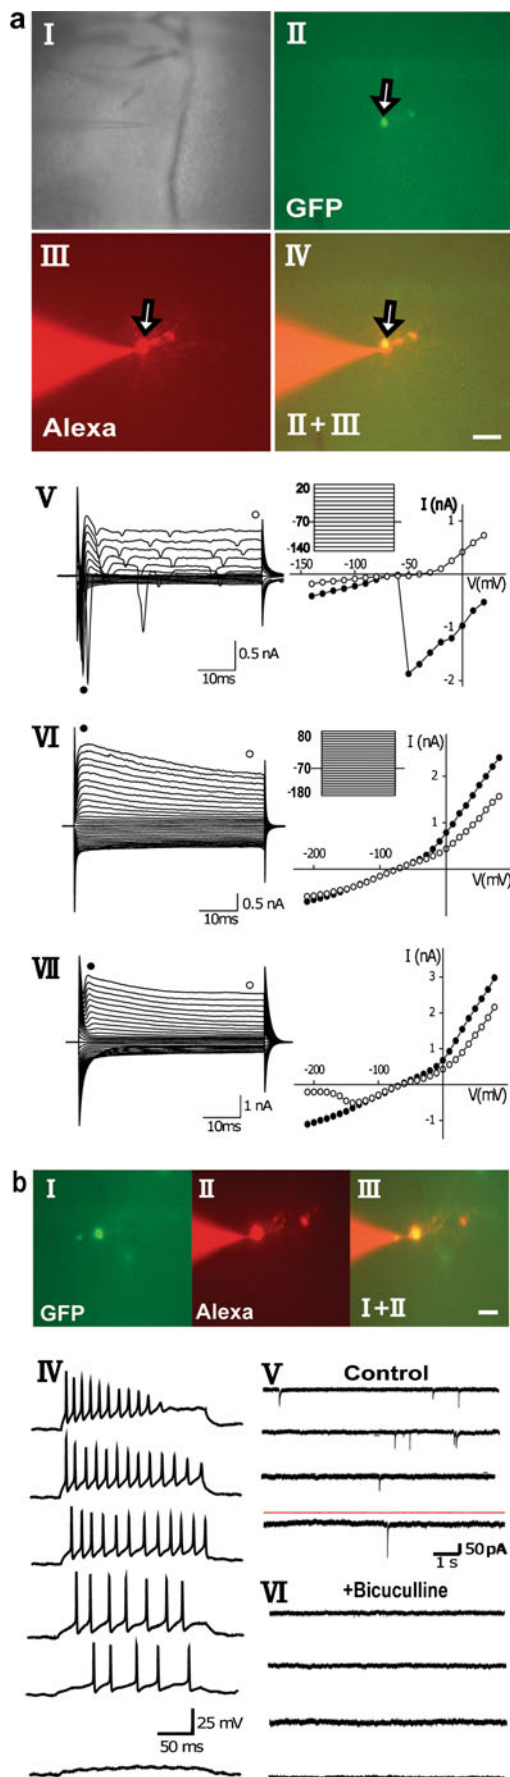 a
I
II
GFP
III
Alexa
IV
II + III
V
20
-70
-140
0.5 nA
10ms
I (nA)
1
-150
-100
-50
V(mV)
-1
-2
VI
80
-70
-180
0.5 nA
10ms
I (nA)
2
1
-200
-100
V(mV)
VII
1 nA
10ms
I (nA)
3
2
1
-200
-100
V(mV)
-1
b
I
GFP
II
Alexa
III
I+II
IV
25 mV
50 ms
V
Control
50 pA
1 s
VI
+Bicuculline